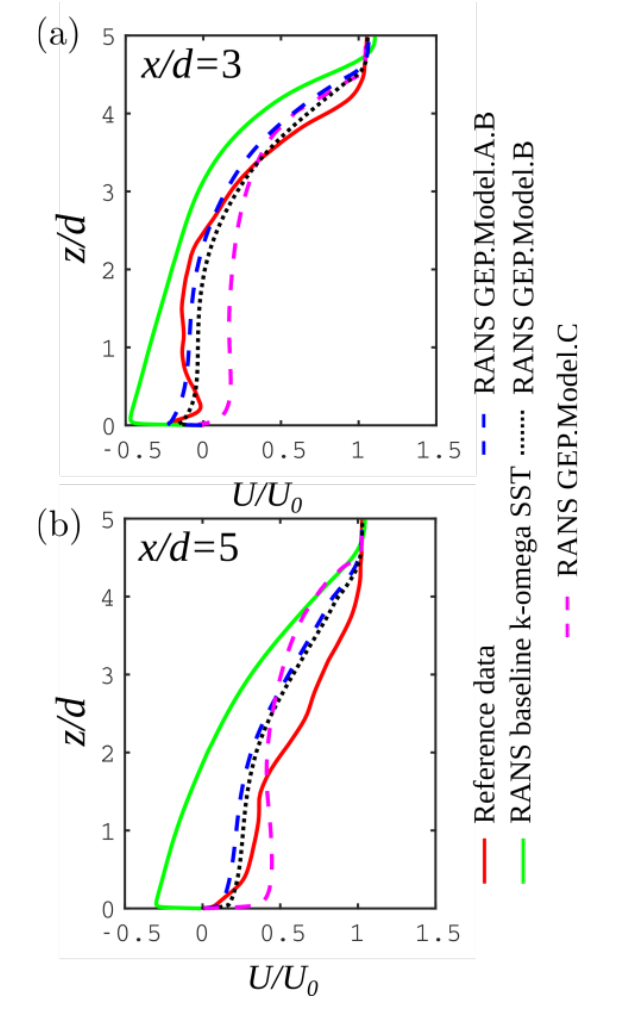 (a)
x/d=3
z/d
5
4
3
2
1
0
-0.5 0 0.5 1 1.5
U/U0
(b)
x/d=5
z/d
5
4
3
2
1
0
-0.5 0 0.5 1 1.5
U/U0
Reference data
RANS GEP.Model.A.B
RANS baseline k-omega SST
RANS GEP.Model.B
RANS GEP.Model.C